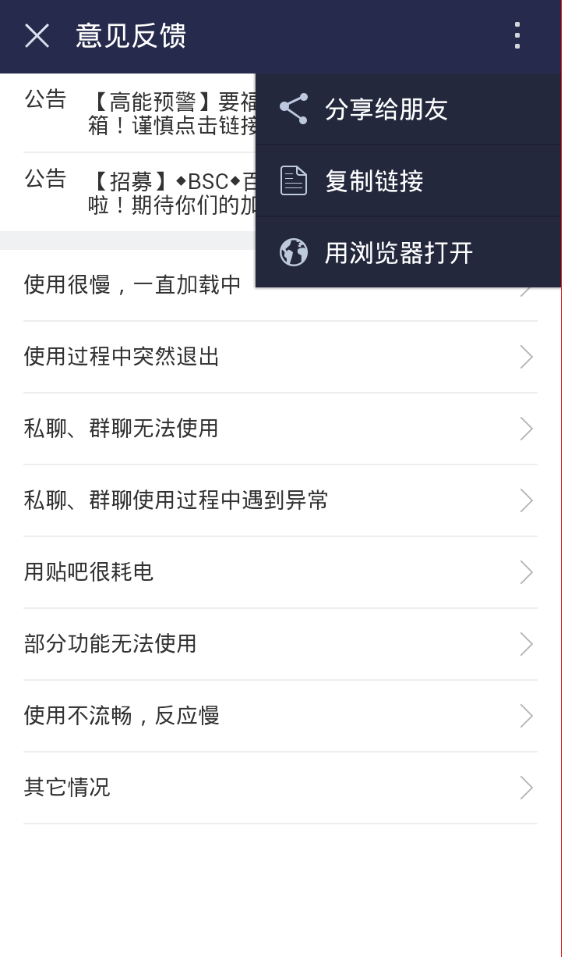 意见反馈
公告
【高能预警】要福
箱！谨慎点击链接
公告
【招募】◆BSC◆百
啦！期待你们的加
分享给朋友
复制链接
用浏览器打开
使用很慢，一直加载中
使用过程中突然退出
私聊、群聊无法使用
私聊、群聊使用过程中遇到异常
用贴吧很耗电
部分功能无法使用
使用不流畅，反应慢
其它情况